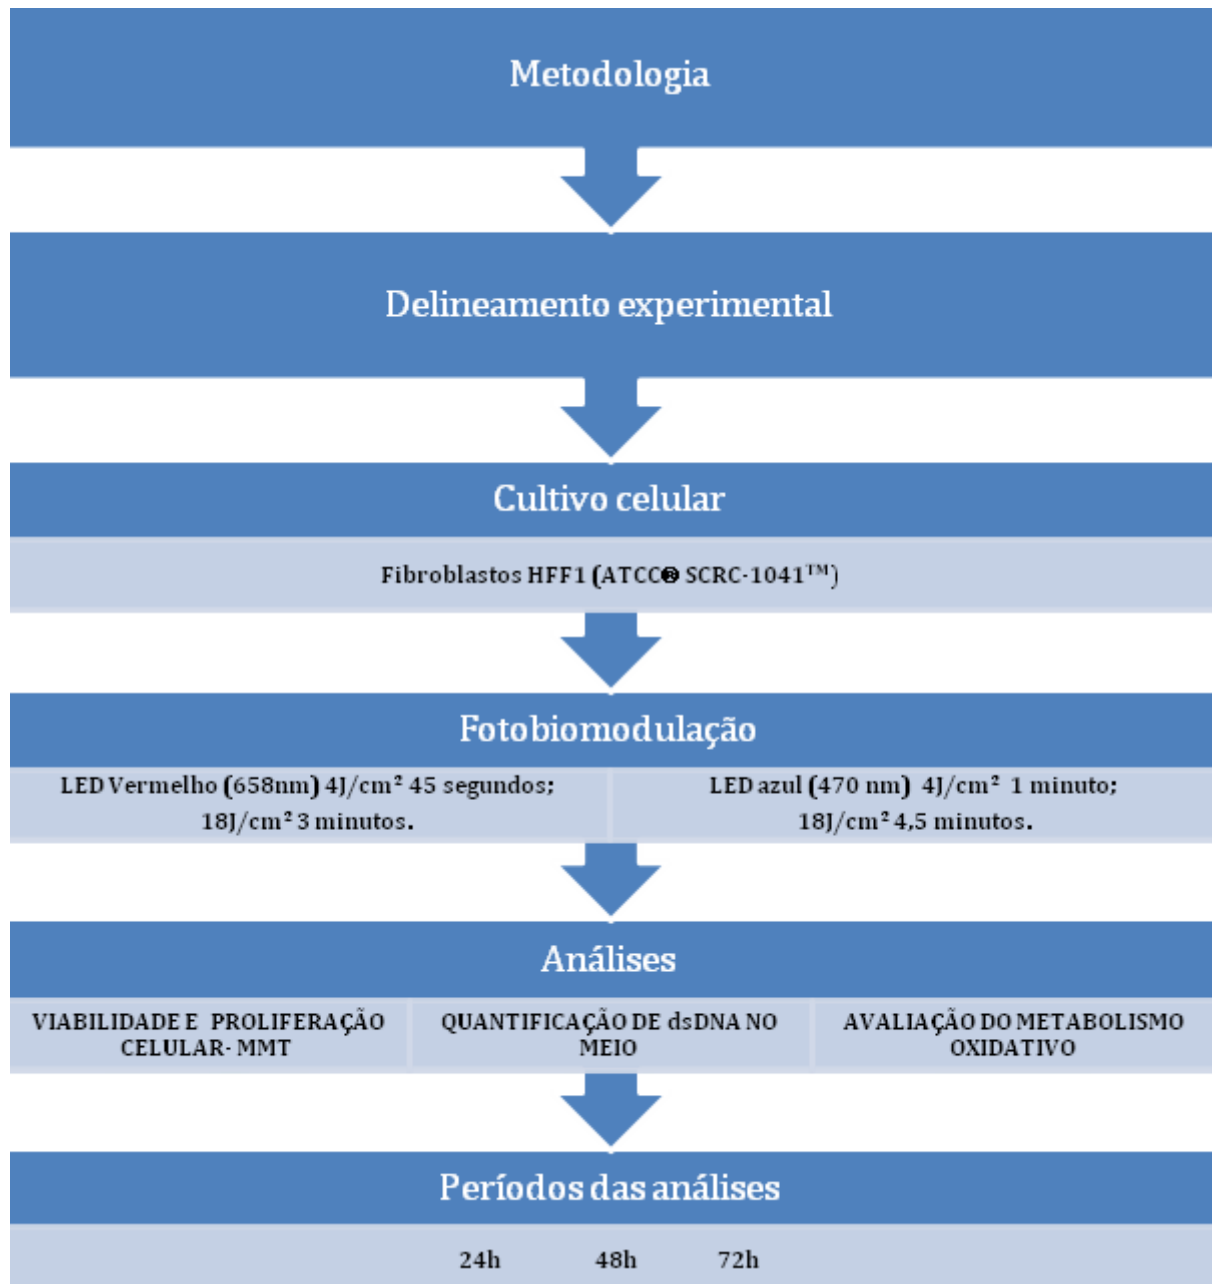 Metodologia
Delineamento experimental
Cultivo celular
Fibroblastos HFF1 (ATCC® SCRC-1041™)
Fotobiomodulação
LED Vermelho (658nm) 4J/cm² 45 segundos;
18J/cm² 3 minutos.
LED azul (470 nm) 4J/cm² 1 minuto;
18J/cm² 4,5 minutos.
Análises
VIABILIDADE E PROLIFERAÇÃO
CELULAR- MMT
QUANTIFICAÇÃO DE dsDNA NO
MEIO
AVALIAÇÃO DO METABOLISMO
OXIDATIVO
Períodos das análises
24h 48h 72h